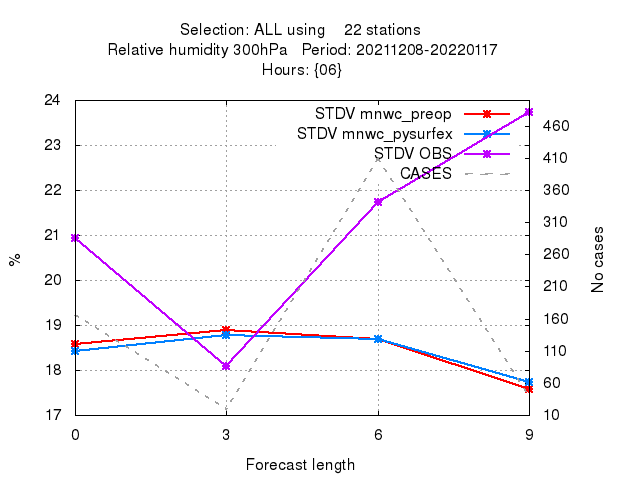 Selection: ALL using    22 stations
Relative humidity 300hPa   Period: 20211208-20220117
Hours: {06}
STDV mnwc_preop
STDV mnwc_pysurfex
STDV OBS
CASES
24
23
22
21
20
19
18
17
%
460
410
360
310
260
210
160
110
60
10
No cases
0 3 6 9
Forecast length